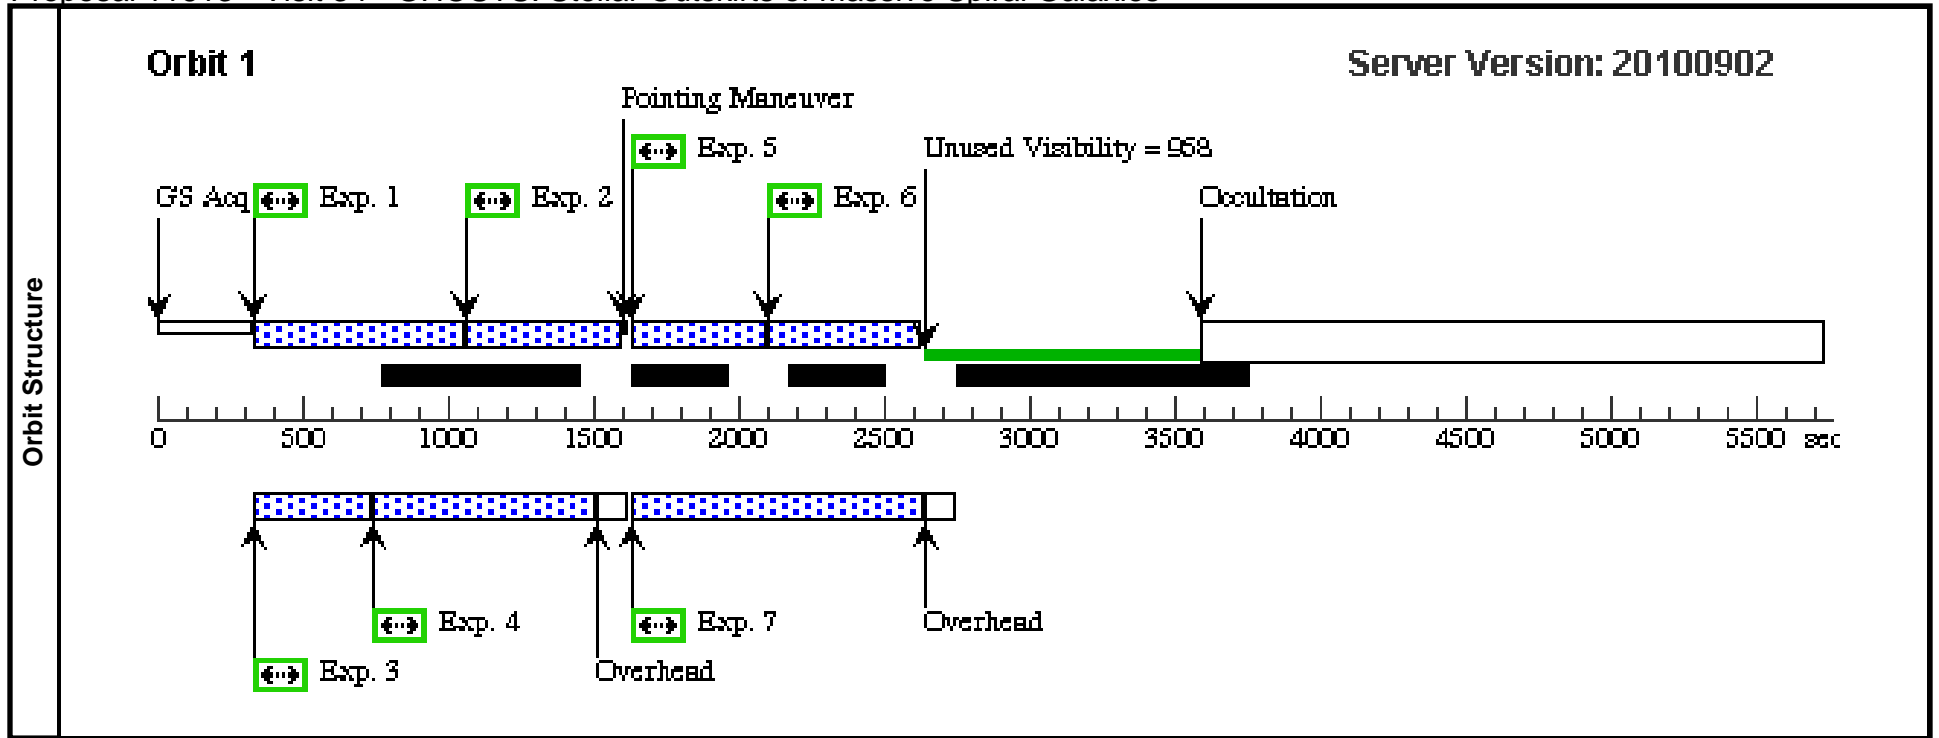 Orbit 1
Server Version: 20100902
Pointing Maneuver
Exp. 5
Unused Visibility = 958
GS Acq
Exp. 1
Exp. 2
Exp. 6
Occultation
Orbit Structure
0 500 1000 1500 2000 2500 3000 3500 4000 4500 5000 5500 sec
Exp. 4
Exp. 7
Overhead
Exp. 3
Overhead